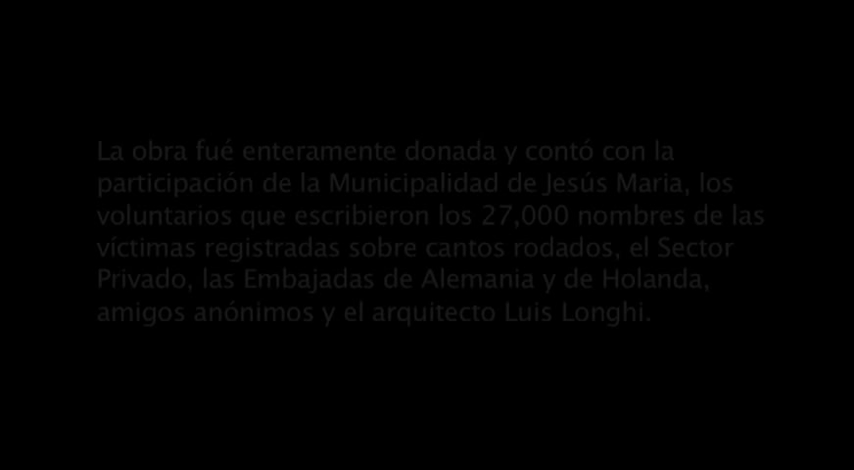 La obra fué enteramente donada y contó con la
participación de la Municipalidad de Jesús Maria, los
voluntarios que escribieron los 27,000 nombres de las
víctimas registradas sobre cantos rodados, el Sector
Privado, las Embajadas de Alemania y de Holanda,
amigos anónimos y el arquitecto Luis Longhi.